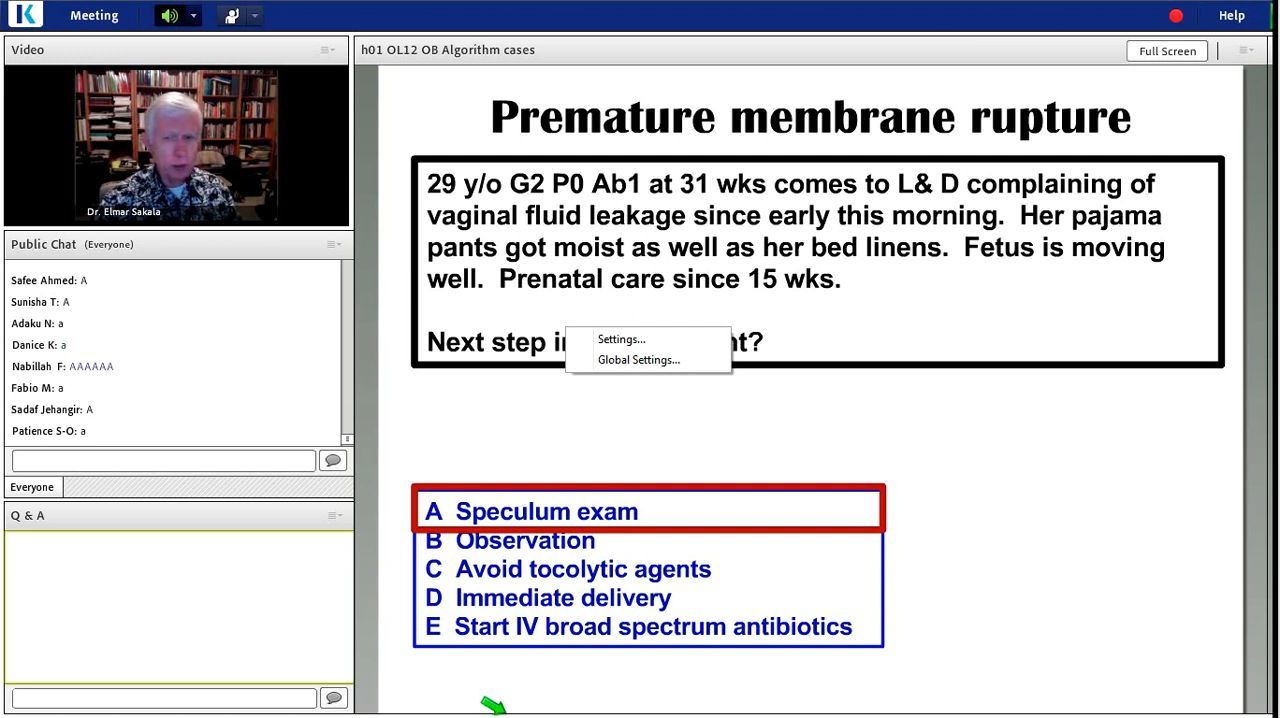 K Meeting Help
Video
Dr. Elmar Sakala
Public Chat (Everyone)
Safee Ahmed: A
Sunisha T: A
Adaku N: a
Danice K: a
Nabillah F: AAAAAA
Fabio M: a
Sadaf Jehangir: A
Patience S-O: a
Everyone
Q & A
h01 OL12 OB Algorithm cases
Full Screen
Premature membrane rupture
29 y/o G2 P0 Ab1 at 31 wks comes to L& D complaining of
vaginal fluid leakage since early this morning. Her pajama
pants got moist as well as her bed linens. Fetus is moving
well. Prenatal care since 15 wks.
Next step
Settings...
Global Settings...
A Speculum exam
B Observation
C Avoid tocolytic agents
D Immediate delivery
E Start IV broad spectrum antibiotics